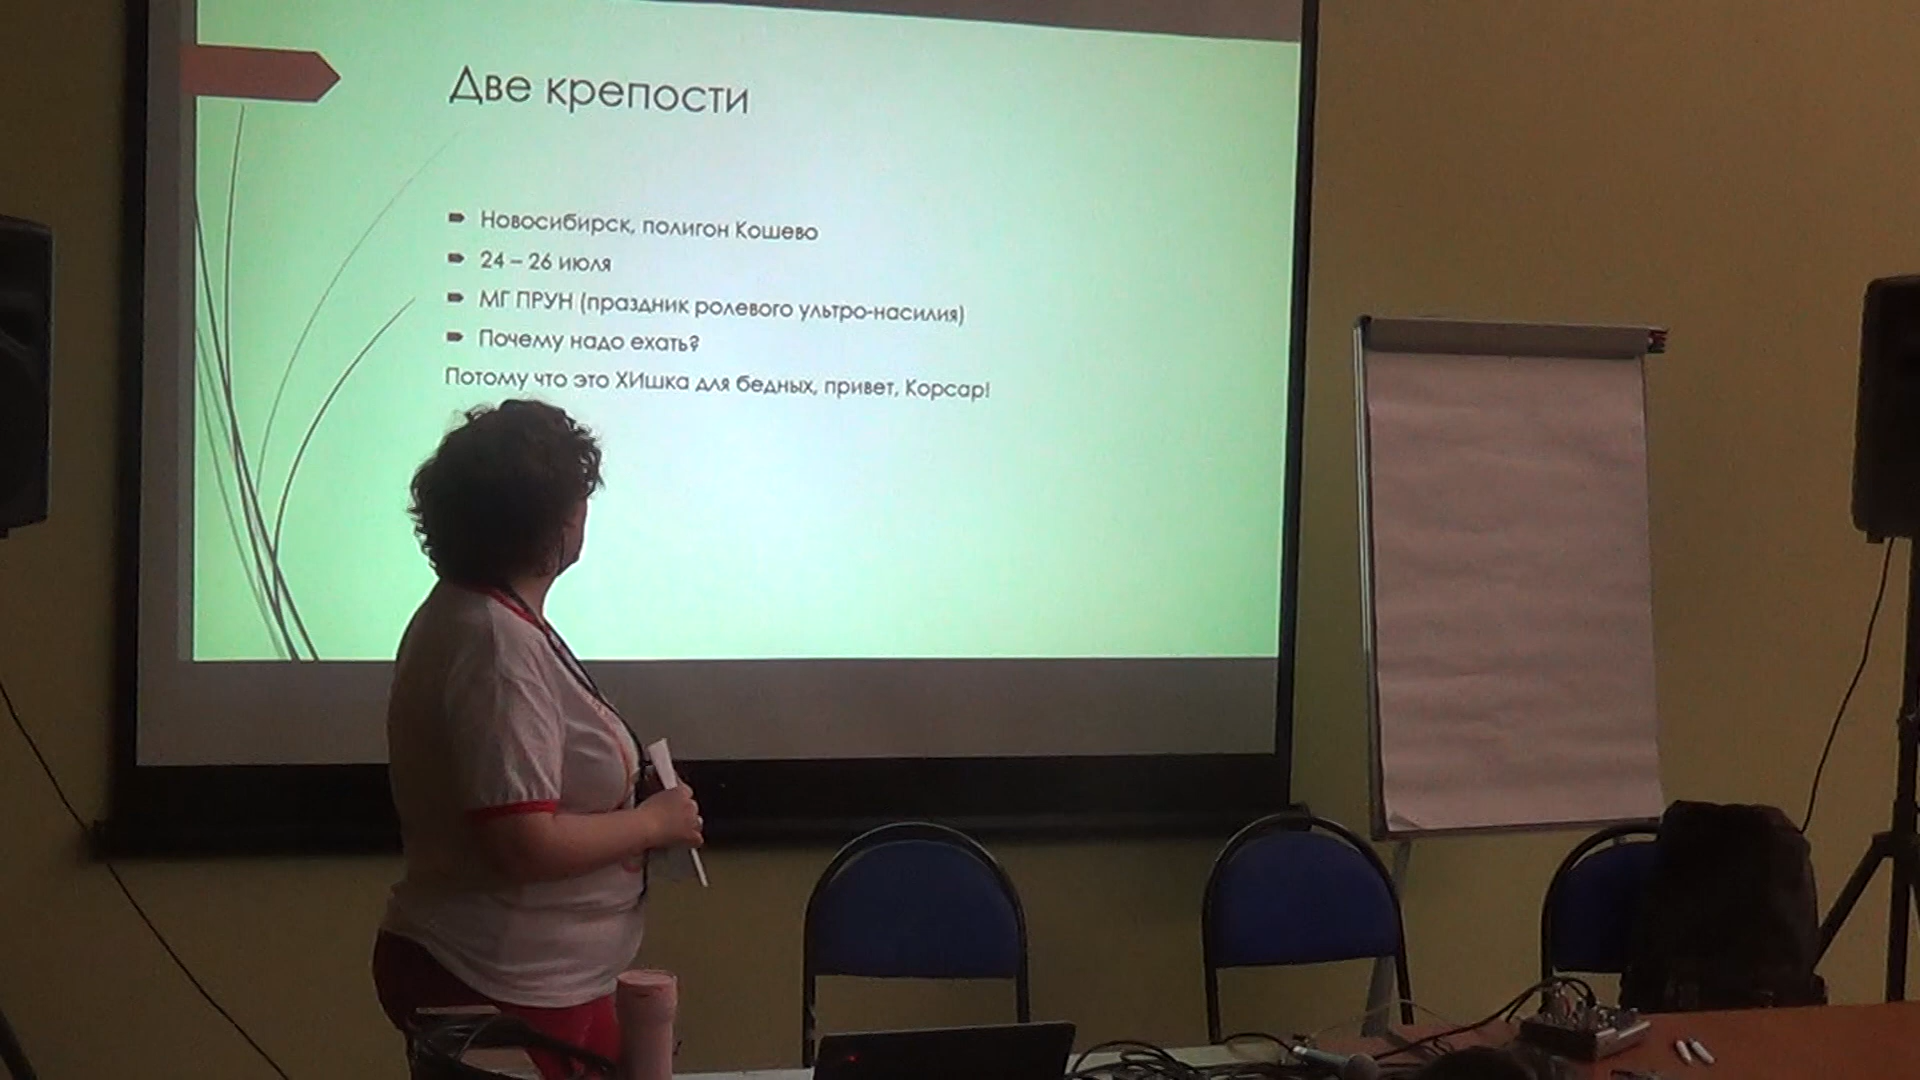 Две крепости
Новосибирск, полигон Кошево
24 – 26 июля
МГ ПРУН (праздник ролевого ультро-насилия)
Почему надо ехать?
Потому что это ХИшка для бедных, привет, Корсар!